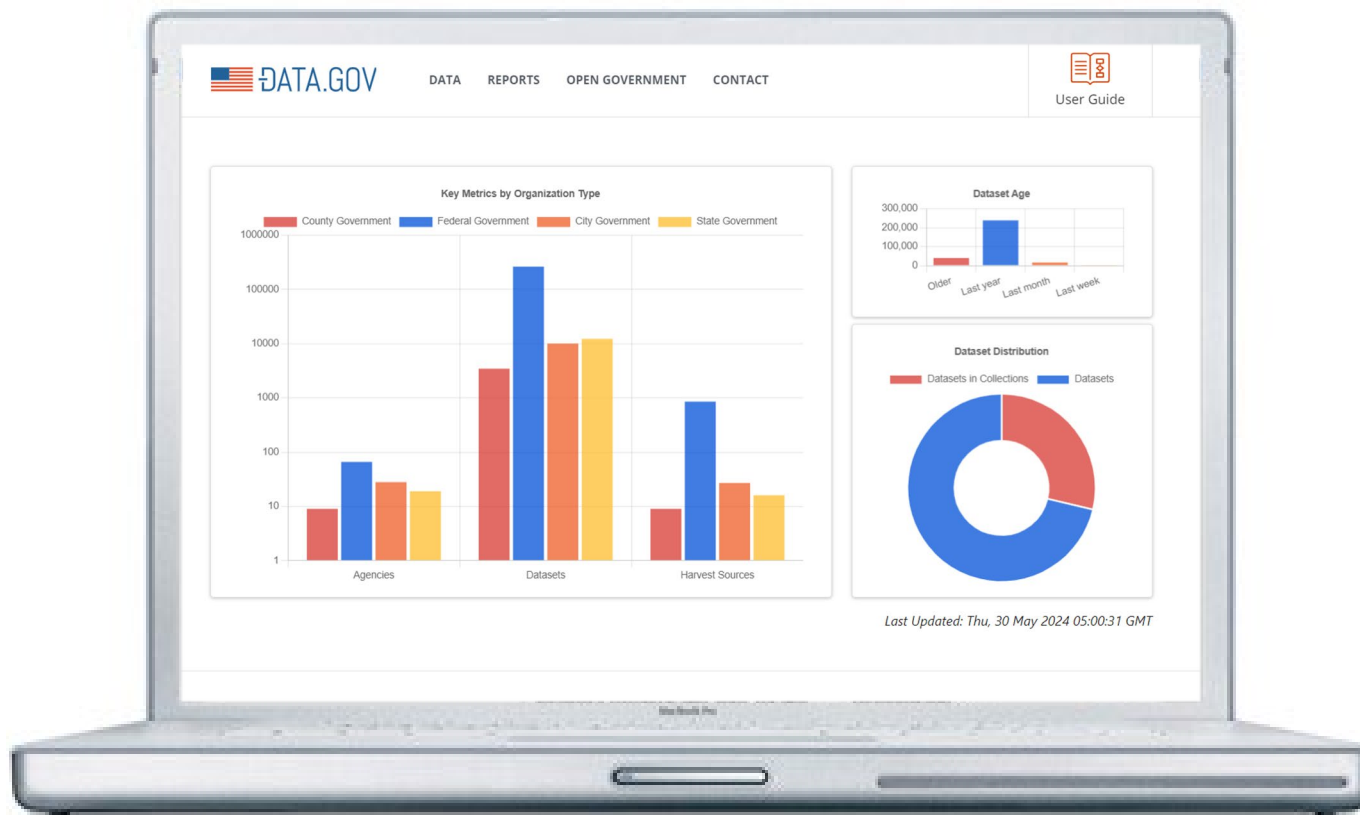 DATA.GOV
DATA REPORTS OPEN GOVERNMENT CONTACT
User Guide
Key Metrics by Organization Type
County Government Federal Government City Government State Government
1000000
100000
10000
1000
100
10
1
Agencies Datasets Harvest Sources
Dataset Age
300,000
200,000
100,000
0
Older Last year Last month Last week
Dataset Distribution
Datasets in Collections Datasets
Last Updated: Thu, 30 May 2024 05:00:31 GMT
MacBook Pro